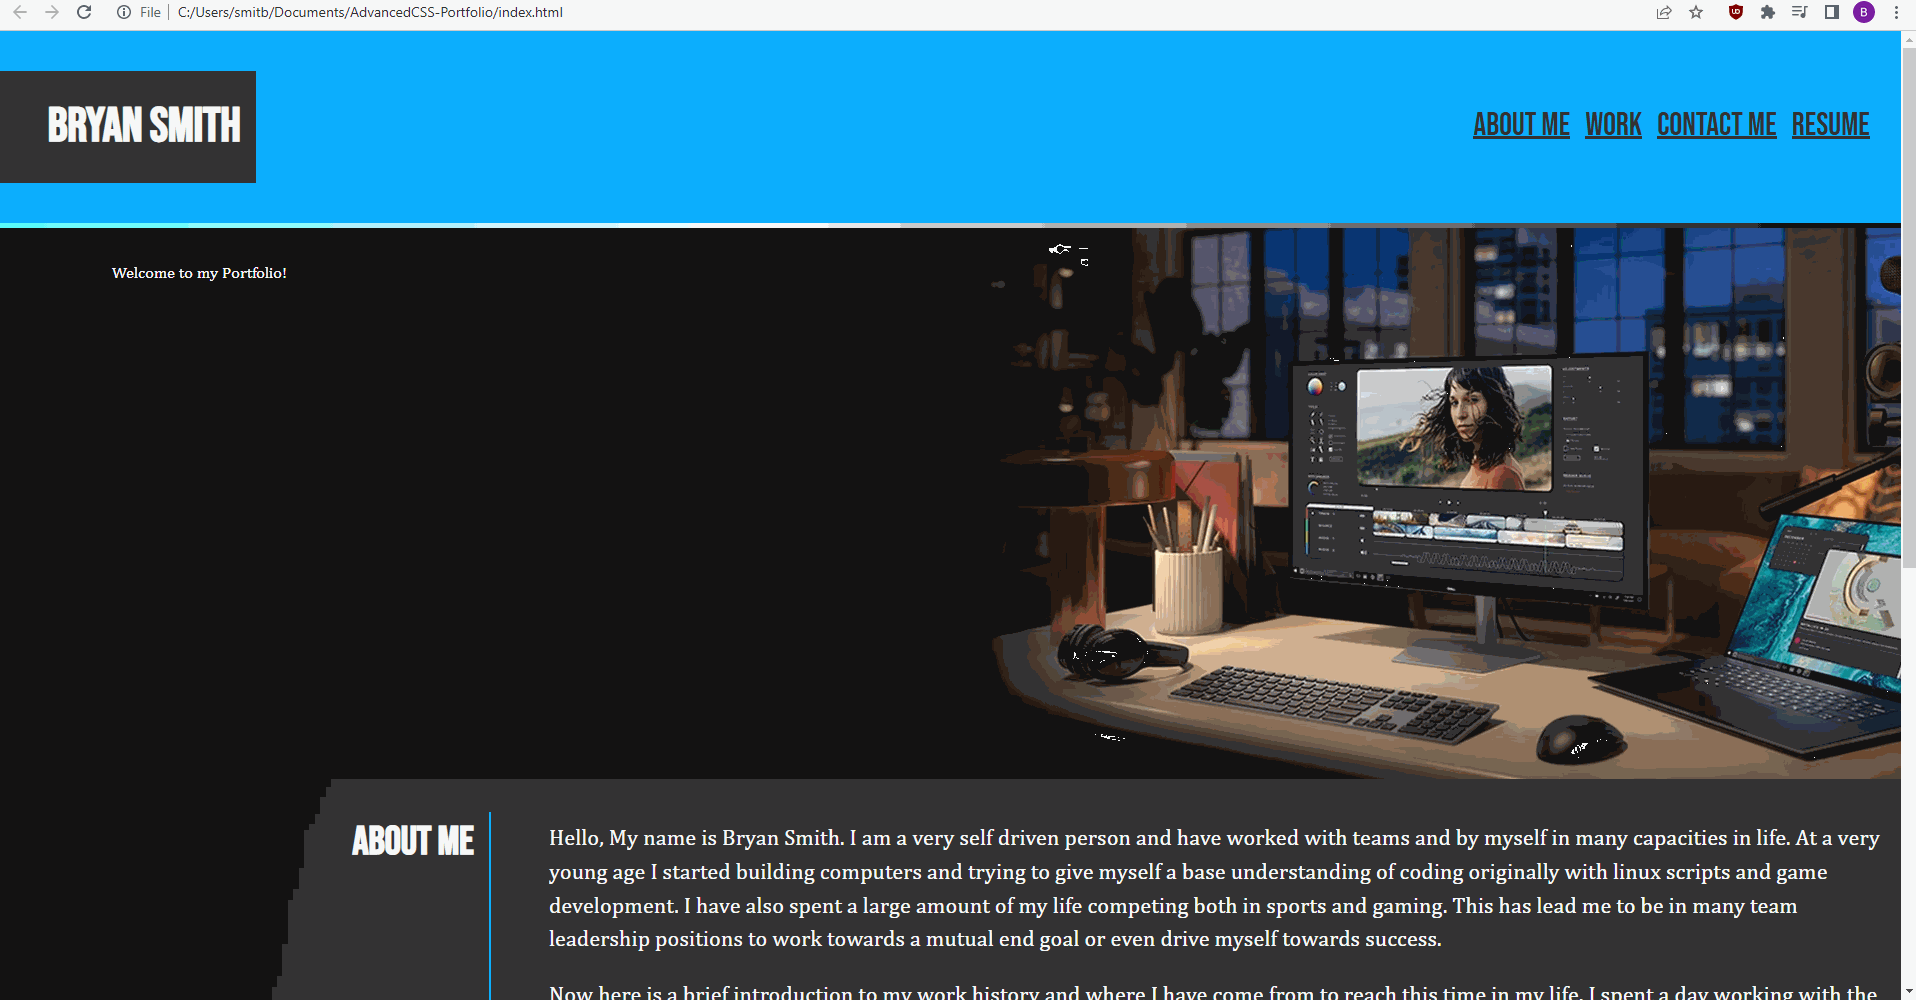 File
C:/Users/smitb/Documents/AdvancedCSS-Portfolio/index.html
B
BRYAN SMITH
ABOUT ME WORK CONTACT ME RESUME
Welcome to my Portfolio!
ABOUT ME
Hello, My name is Bryan Smith. I am a very self driven person and have worked with teams and by myself in many capacities in life. At a very
young age I started building computers and trying to give myself a base understanding of coding originally with linux scripts and game
development. I have also spent a large amount of my life competing both in sports and gaming. This has lead me to be in many team
leadership positions to work towards a mutual end goal or even drive myself towards success.
Now here is a brief introduction to my work history and where I have come from to reach this time in my life. I spent a day working with the